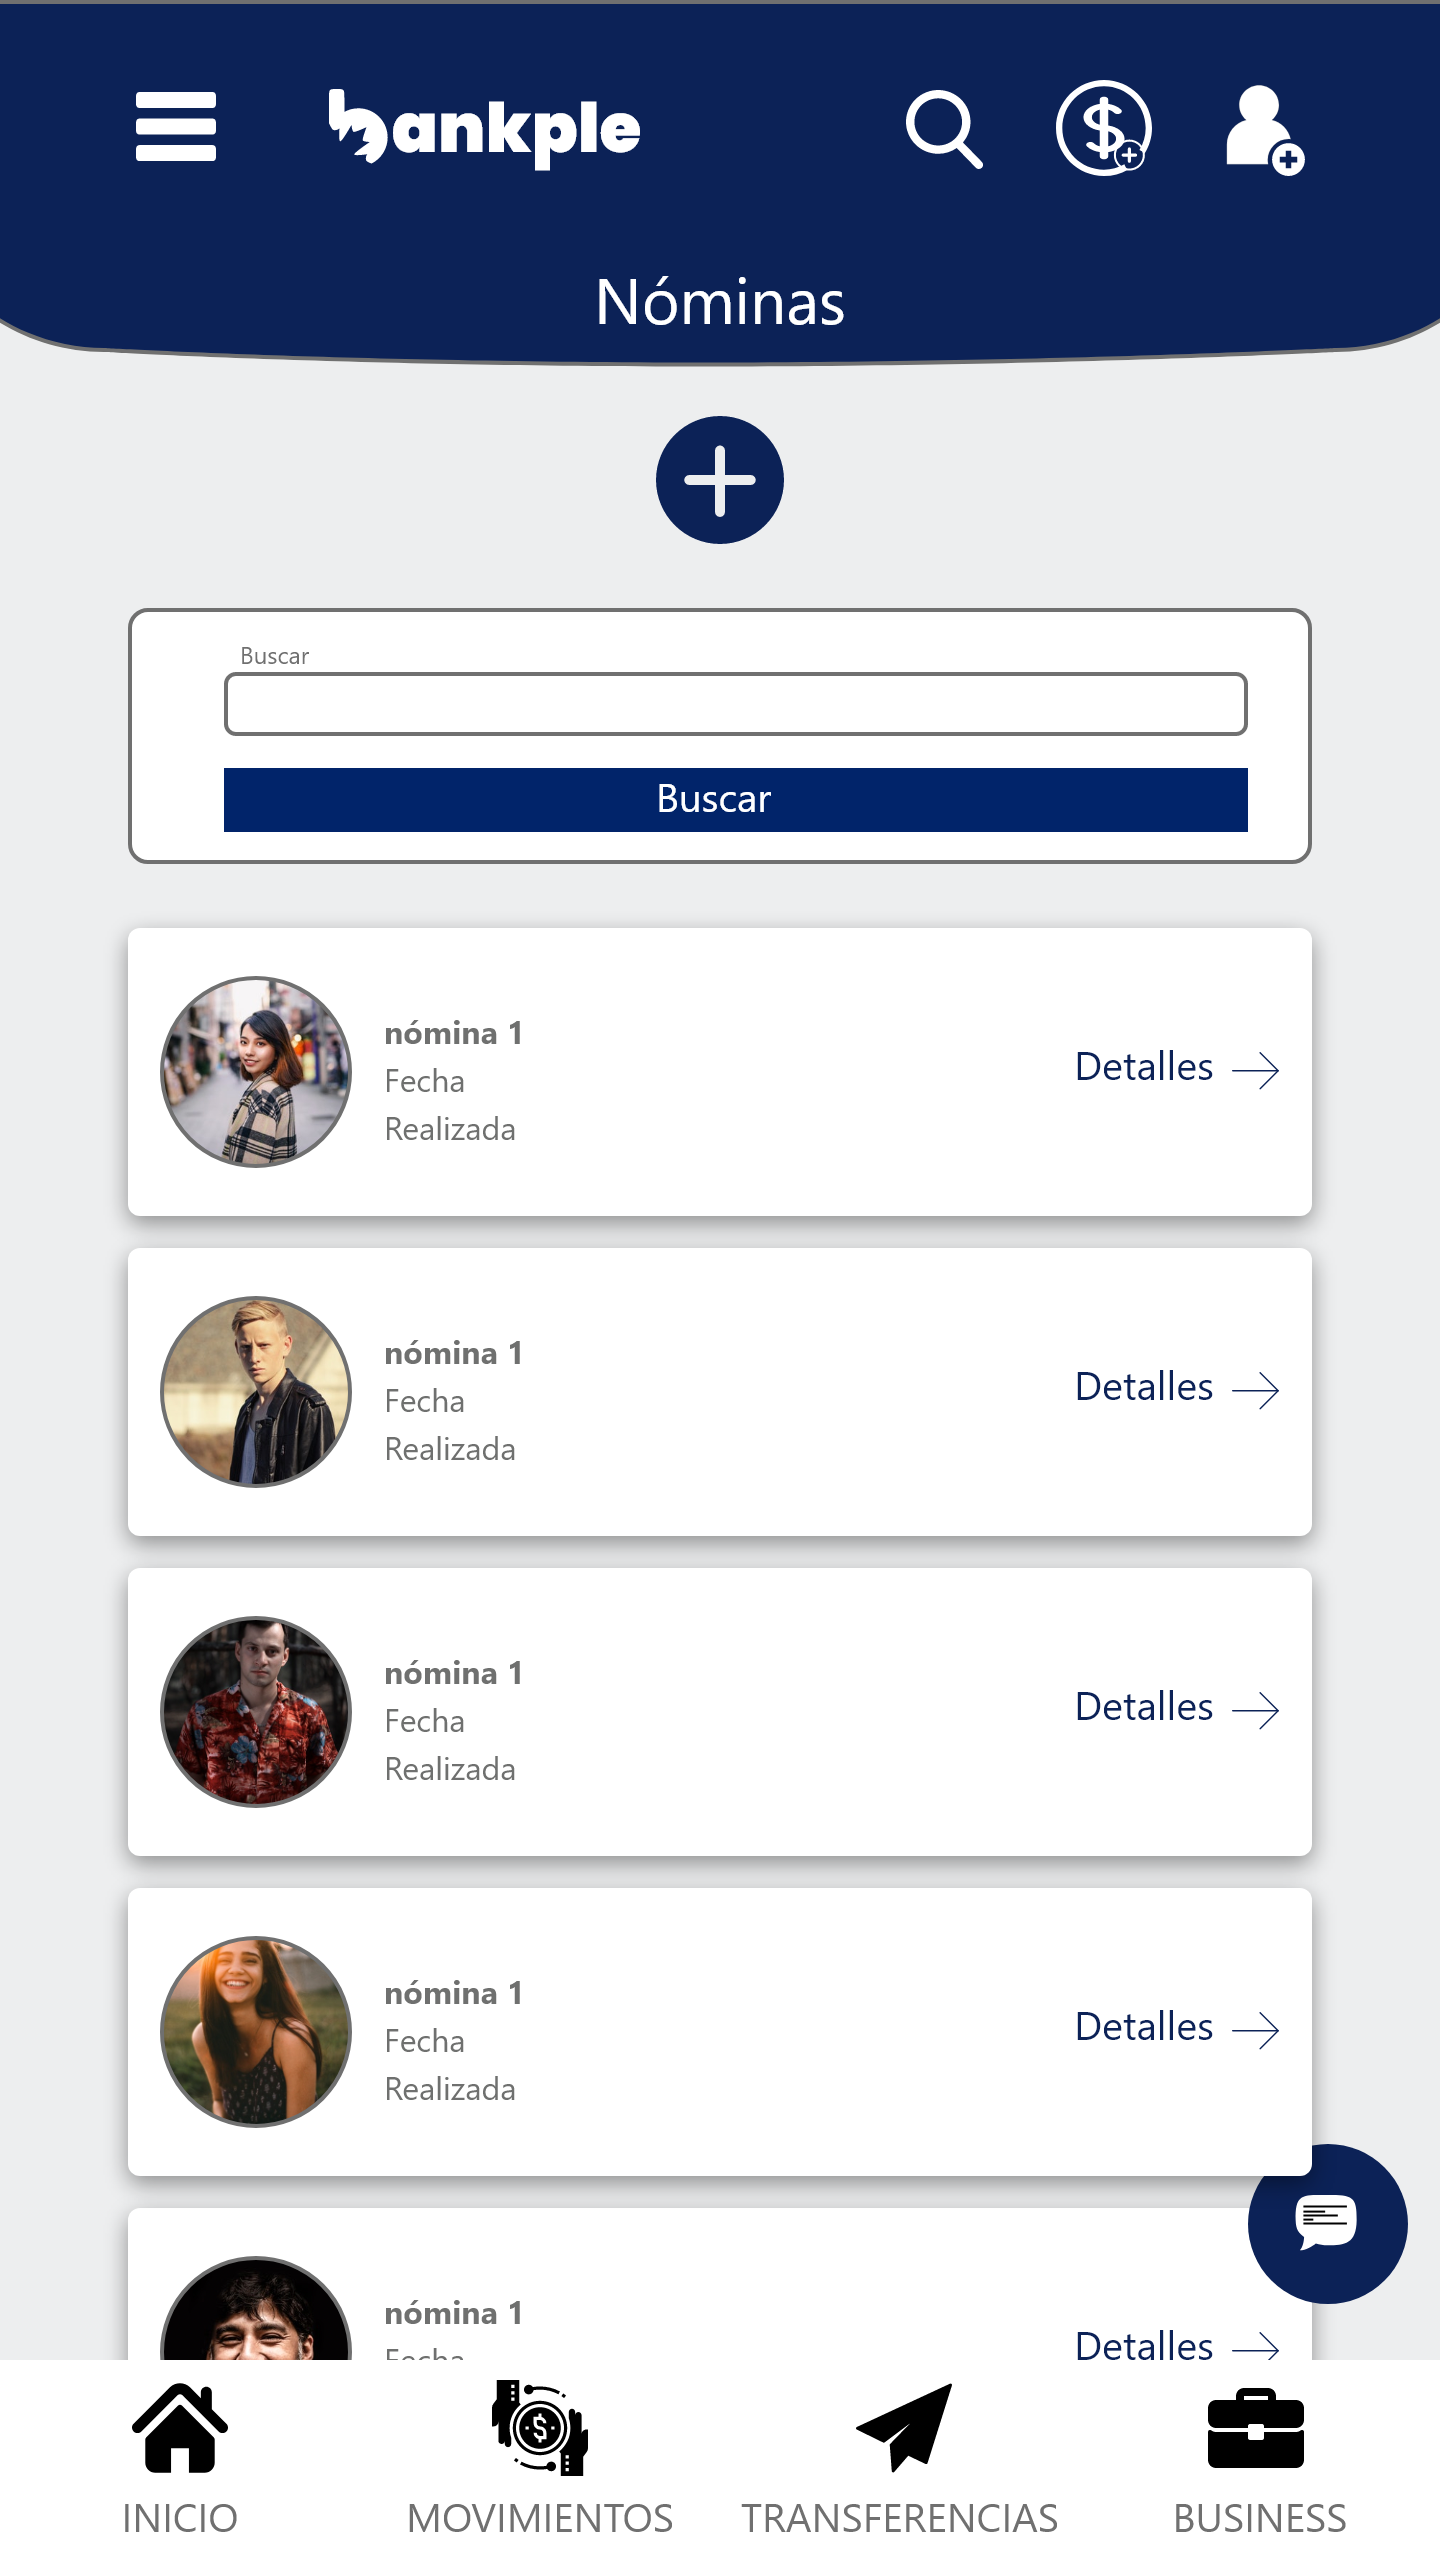 bankple
Nóminas
Buscar
Buscar
nómina 1
Fecha
Realizada
Detalles
nómina 1
Fecha
Realizada
Detalles
nómina 1
Fecha
Realizada
Detalles
nómina 1
Fecha
Realizada
Detalles
nómina 1
Fecha
Detalles
INICIO
MOVIMIENTOS
TRANSFERENCIAS
BUSINESS